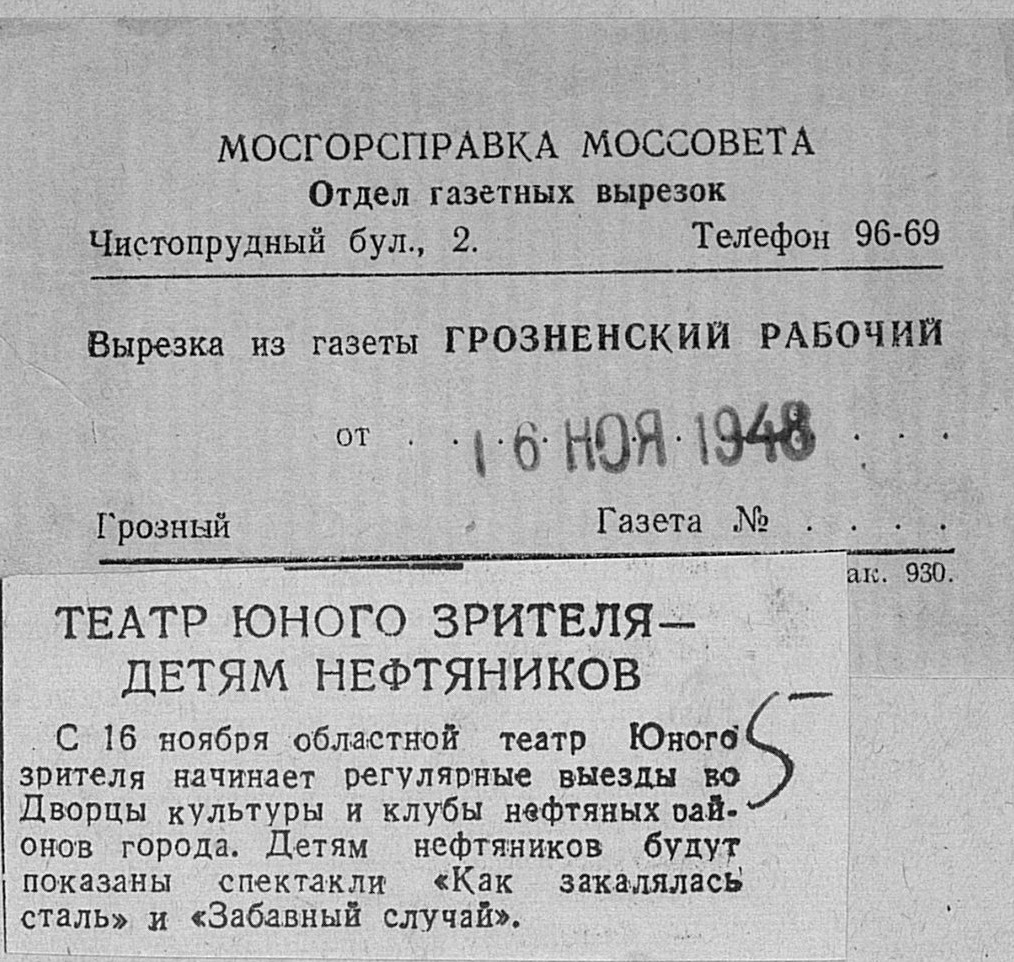 МОСГОРСПРАВКА МОССОВЕТА
Отдел газетных вырезок
Чистопрудный бул., 2. Телефон 96-69
Вырезка из газеты ГРОЗНЕНСКИЙ РАБОЧИЙ
от . . 16 НОЯ 1948 . . .
Грозный Газета № . . . .
ак. 930.
ТЕАТР ЮНОГО ЗРИТЕЛЯ—
ДЕТЯМ НЕФТЯНИКОВ
5
С 16 ноября областной театр Юного
зрителя начинает регулярные выезды во
Дворцы культуры и клубы нефтяных рай-
онов города. Детям нефтяников будут
показаны спектакли «Как закалялась
сталь» и «Забавный случай».